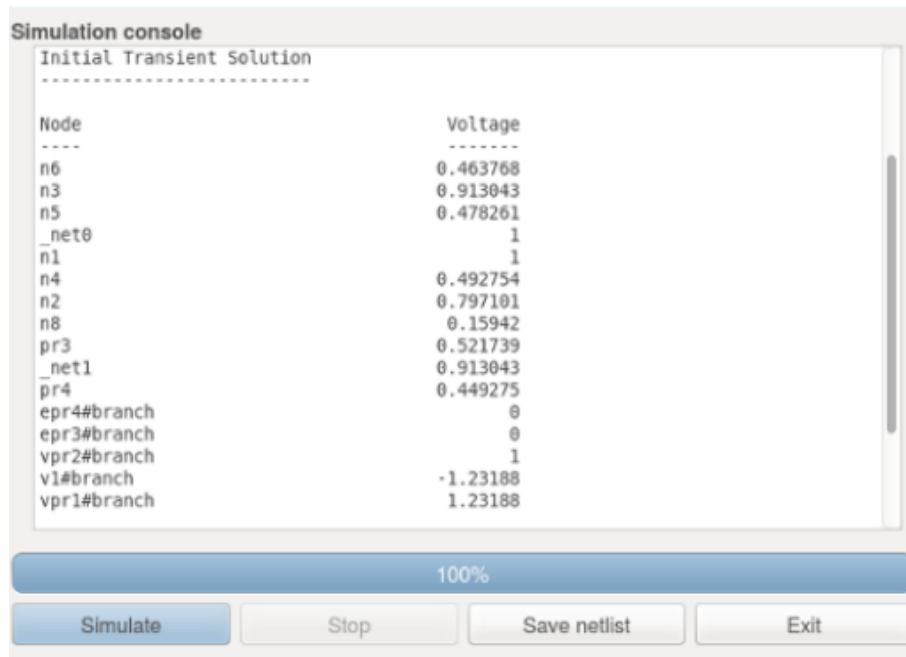 Simulation console
Initial Transient Solution
--------------------------
Node Voltage
---- -------
n6 0.463768
n3 0.913043
n5 0.478261
_net0 1
n1 1
n4 0.492754
n2 0.797101
n8 0.15942
pr3 0.521739
_net1 0.913043
pr4 0.449275
epr4#branch 0
epr3#branch 0
vpr2#branch 1
v1#branch -1.23188
vpr1#branch 1.23188
100%
Simulate Stop Save netlist Exit